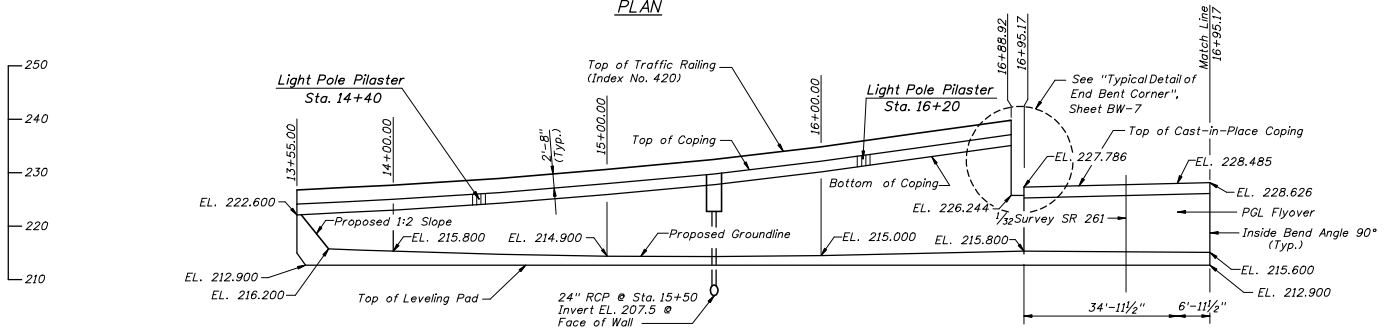 PLAN
250
240
230
220
210
Light Pole Pilaster
Sta. 14+40
Top of Traffic Railing
(Index No. 420)
Light Pole Pilaster
Sta. 16+20
13+55.00
14+00.00
15+00.00
16+00.00
16+88.92
16+95.17
Match Line
16+95.17
2'-8"
(Typ.)
Top of Coping
Bottom of Coping
See "Typical Detail of
End Bent Corner",
Sheet BW-7
Top of Cast-in-Place Coping
EL. 227.786
EL. 228.485
EL. 228.626
EL. 226.244
1/32 Survey SR 261
PGL Flyover
Inside Bend Angle 90°
(Typ.)
EL. 222.600
Proposed 1:2 Slope
EL. 215.800
EL. 214.900
Proposed Groundline
EL. 215.000
EL. 215.800
EL. 215.600
EL. 212.900
EL. 212.900
EL. 216.200
Top of Leveling Pad
24" RCP @ Sta. 15+50
Invert EL. 207.5 @
Face of Wall
34'-11½"
6'-11½"